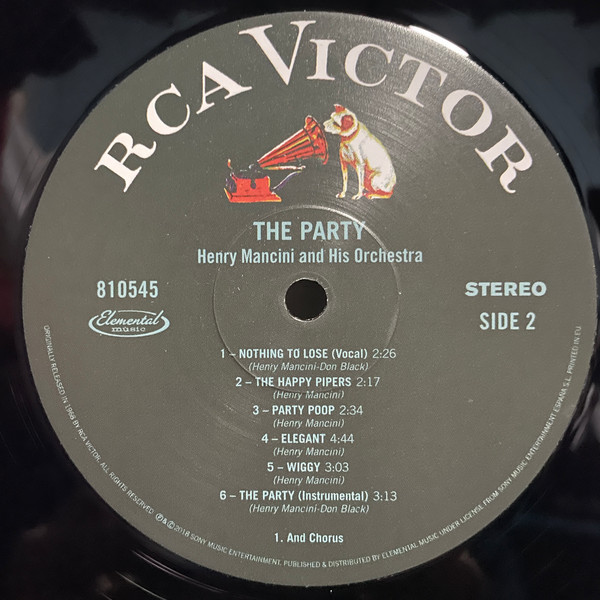 RCA VICTOR
THE PARTY
Henry Mancini and His Orchestra
810545
STEREO
Elemental
music
SIDE 2
1 – NOTHING TO LOSE (Vocal) 2:26
(Henry Mancini-Don Black)
2 – THE HAPPY PIPERS 2:17
(Henry Mancini)
3 – PARTY POOP 2:34
(Henry Mancini)
4 – ELEGANT 4:44
(Henry Mancini)
5 – WIGGY 3:03
(Henry Mancini)
6 – THE PARTY (Instrumental) 3:13
(Henry Mancini-Don Black)
1. And Chorus
ORIGINALLY RELEASED IN 1968 BY RCA VICTOR. ALL RIGHTS RESERVED. ℗&©2018 SONY MUSIC ENTERTAINMENT. PUBLISHED & DISTRIBUTED BY ELEMENTAL MUSIC UNDER LICENSE FROM SONY MUSIC ENTERTAINMENT ESPAÑA S.L. PRINTED IN EU